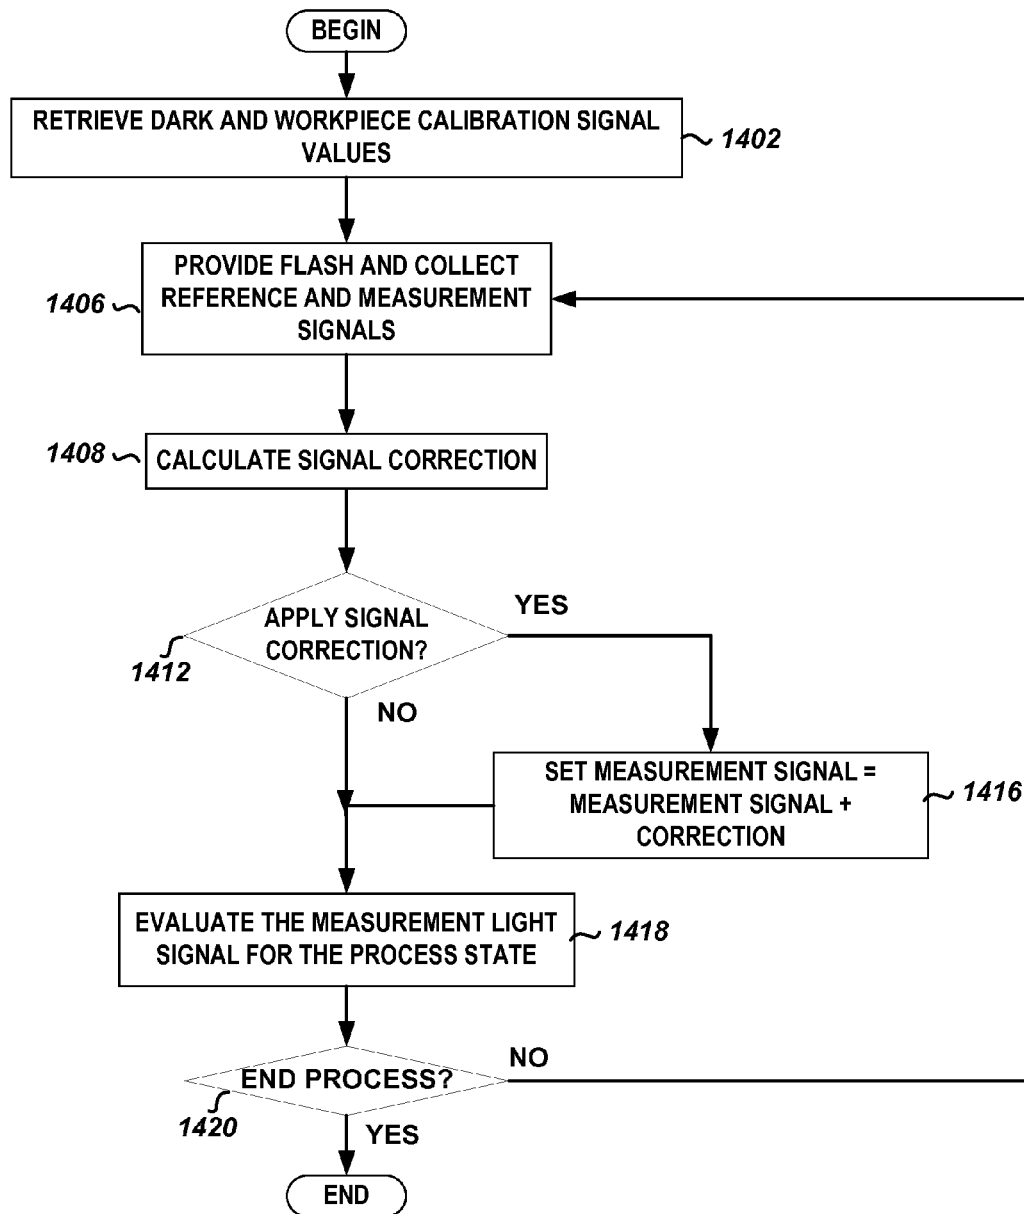 BEGIN
RETRIEVE DARK AND WORKPIECE CALIBRATION SIGNAL
VALUES
1402
PROVIDE FLASH AND COLLECT
REFERENCE AND MEASUREMENT
SIGNALS
1406
1408
CALCULATE SIGNAL CORRECTION
APPLY SIGNAL
CORRECTION?
YES
1412
NO
SET MEASUREMENT SIGNAL =
MEASUREMENT SIGNAL +
CORRECTION
1416
EVALUATE THE MEASUREMENT LIGHT
SIGNAL FOR THE PROCESS STATE
1418
END PROCESS?
NO
1420
YES
END